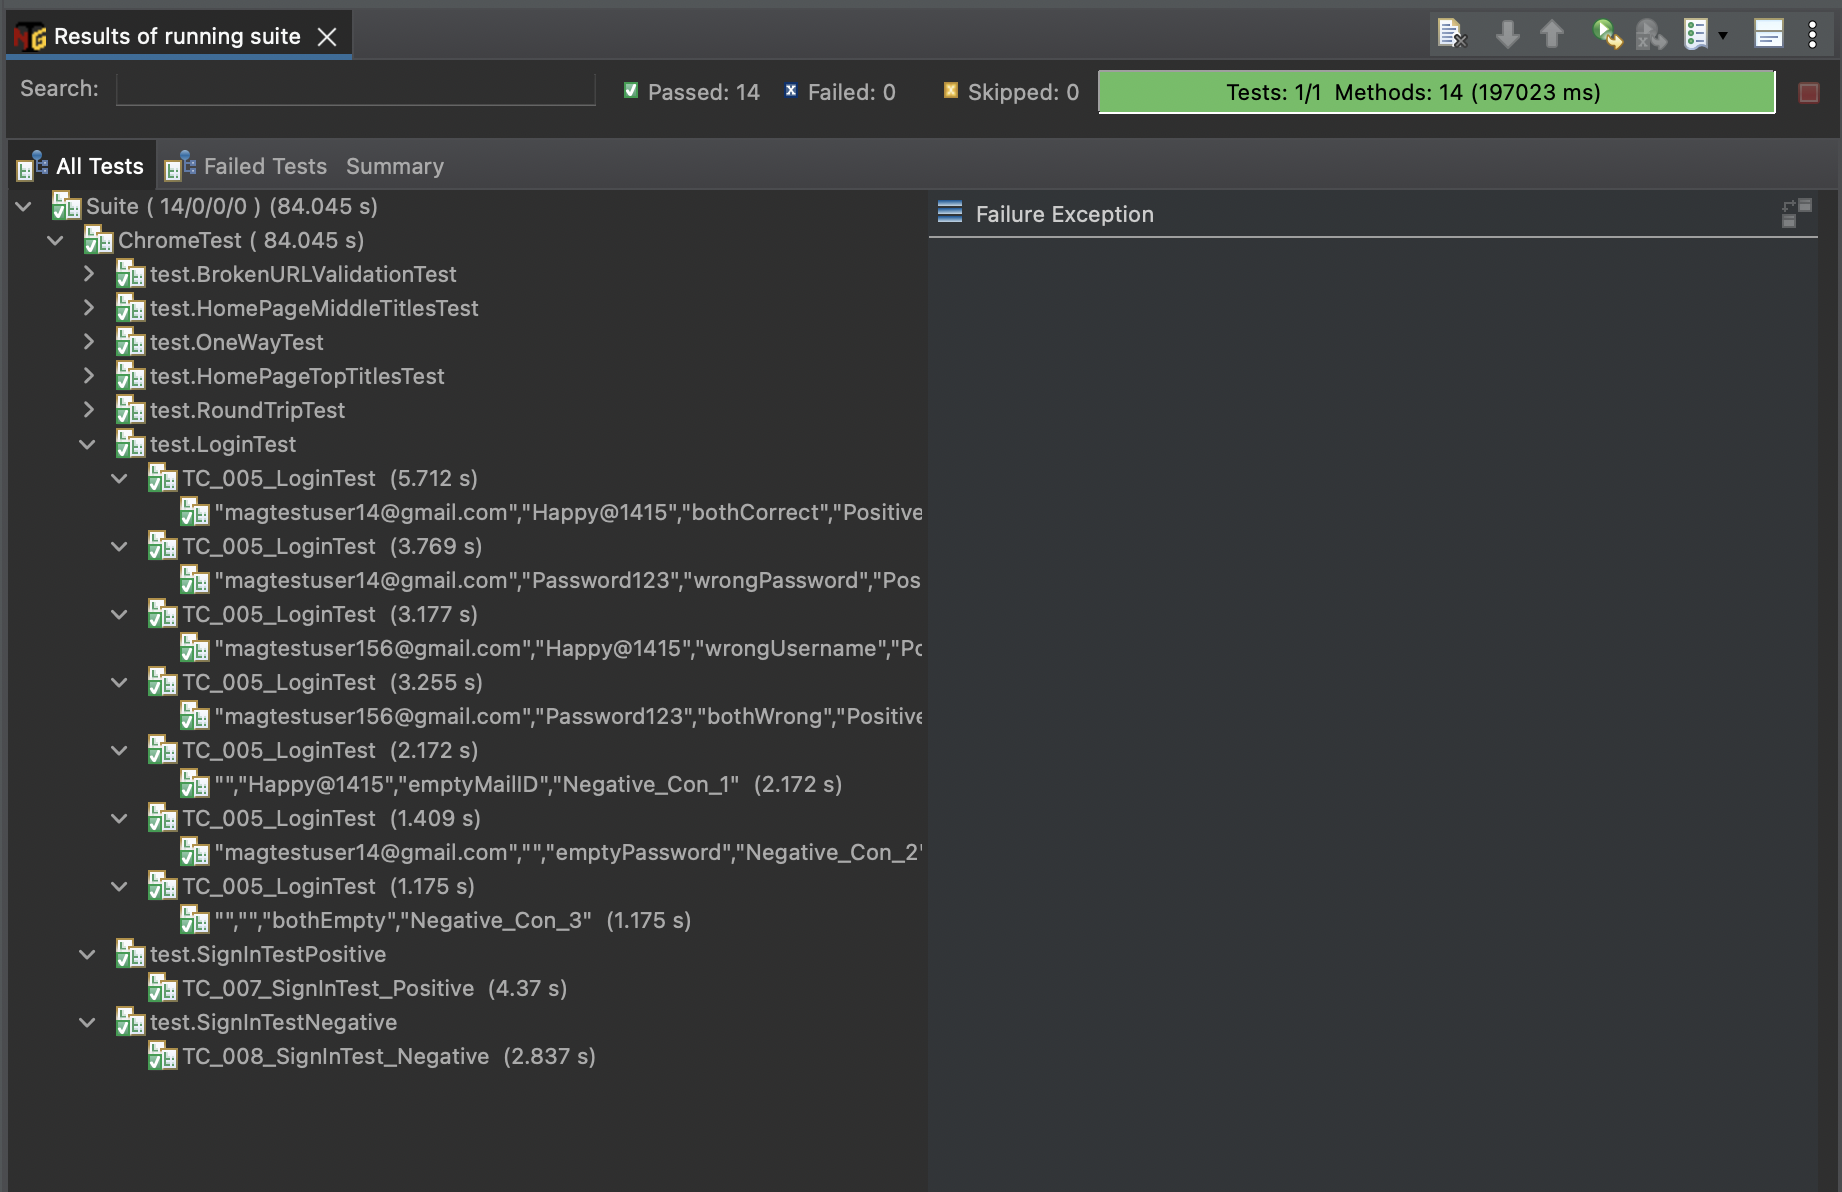 Results of running suite
Search:
Passed: 14 Failed: 0 Skipped: 0 Tests: 1/1 Methods: 14 (197023 ms)
All Tests Failed Tests Summary
Suite ( 14/0/0/0 ) (84.045 s)
Failure Exception
ChromeTest ( 84.045 s)
test.BrokenURLValidationTest
test.HomePageMiddleTitlesTest
test.OneWayTest
test.HomePageTopTitlesTest
test.RoundTripTest
test.LoginTest
TC_005_LoginTest (5.712 s)
"magtestuser14@gmail.com","Happy@1415","bothCorrect","Positive
TC_005_LoginTest (3.769 s)
"magtestuser14@gmail.com","Password123","wrongPassword","Pos
TC_005_LoginTest (3.177 s)
"magtestuser156@gmail.com","Happy@1415","wrongUsername","Po
TC_005_LoginTest (3.255 s)
"magtestuser156@gmail.com","Password123","bothWrong","Positive
TC_005_LoginTest (2.172 s)
"","Happy@1415","emptyMailID","Negative_Con_1" (2.172 s)
TC_005_LoginTest (1.409 s)
"magtestuser14@gmail.com","","emptyPassword","Negative_Con_2"
TC_005_LoginTest (1.175 s)
"","","bothEmpty","Negative_Con_3" (1.175 s)
test.SignInTestPositive
TC_007_SignInTest_Positive (4.37 s)
test.SignInTestNegative
TC_008_SignInTest_Negative (2.837 s)